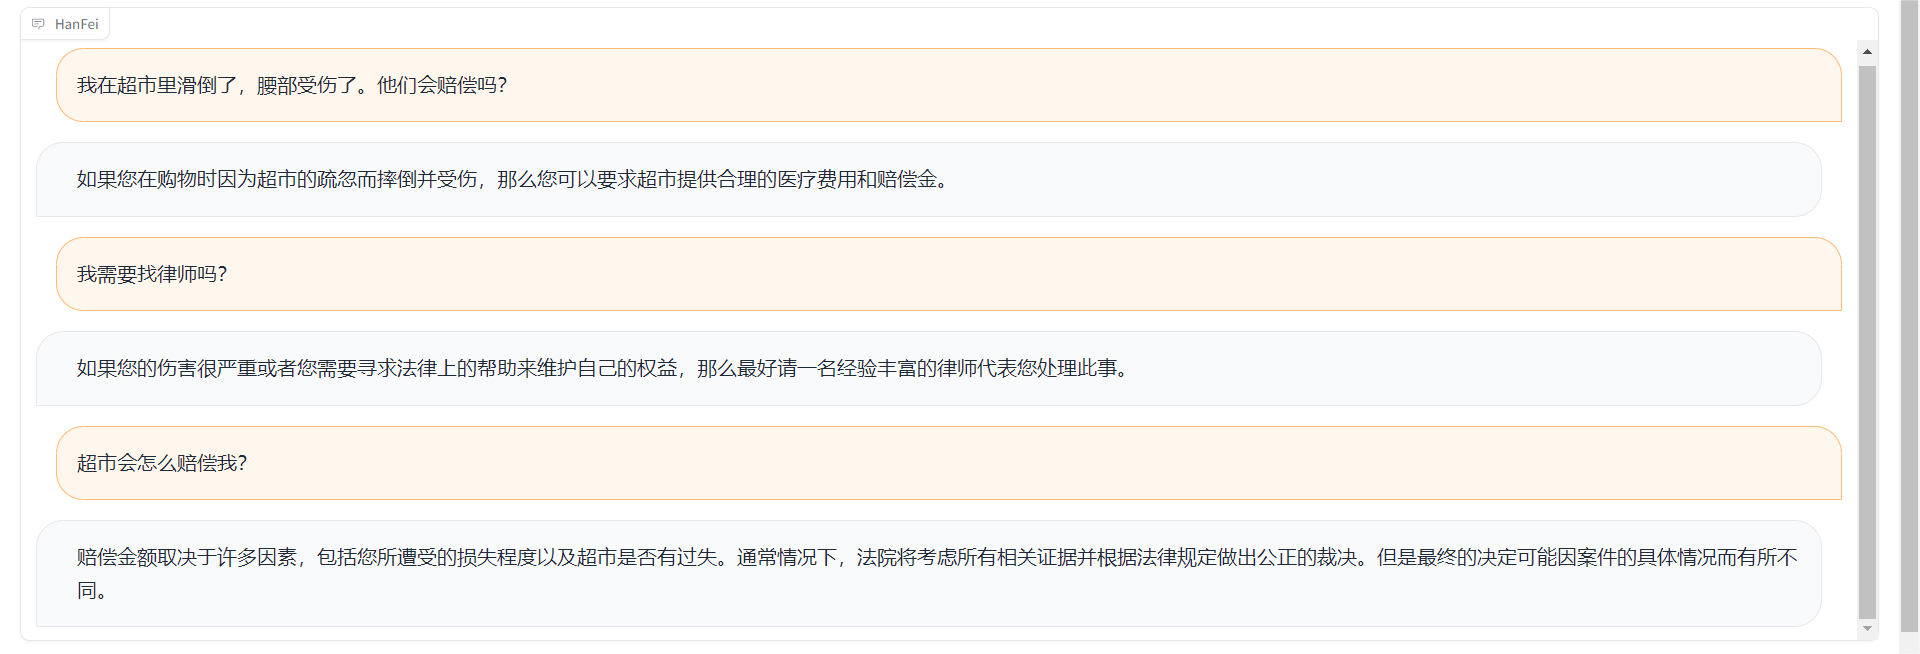 HanFei
我在超市里滑倒了，腰部受伤了。他们会赔偿吗？
如果您在购物时因为超市的疏忽而摔倒并受伤，那么您可以要求超市提供合理的医疗费用和赔偿金。
我需要找律师吗？
如果您的伤害很严重或者您需要寻求法律上的帮助来维护自己的权益，那么最好请一名经验丰富的律师代表您处理此事。
超市会怎么赔偿我？
赔偿金额取决于许多因素，包括您所遭受的损失程度以及超市是否有过失。通常情况下，法院将考虑所有相关证据并根据法律规定做出公正的裁决。但是最终的决定可能因案件的具体情况而有所不
同。